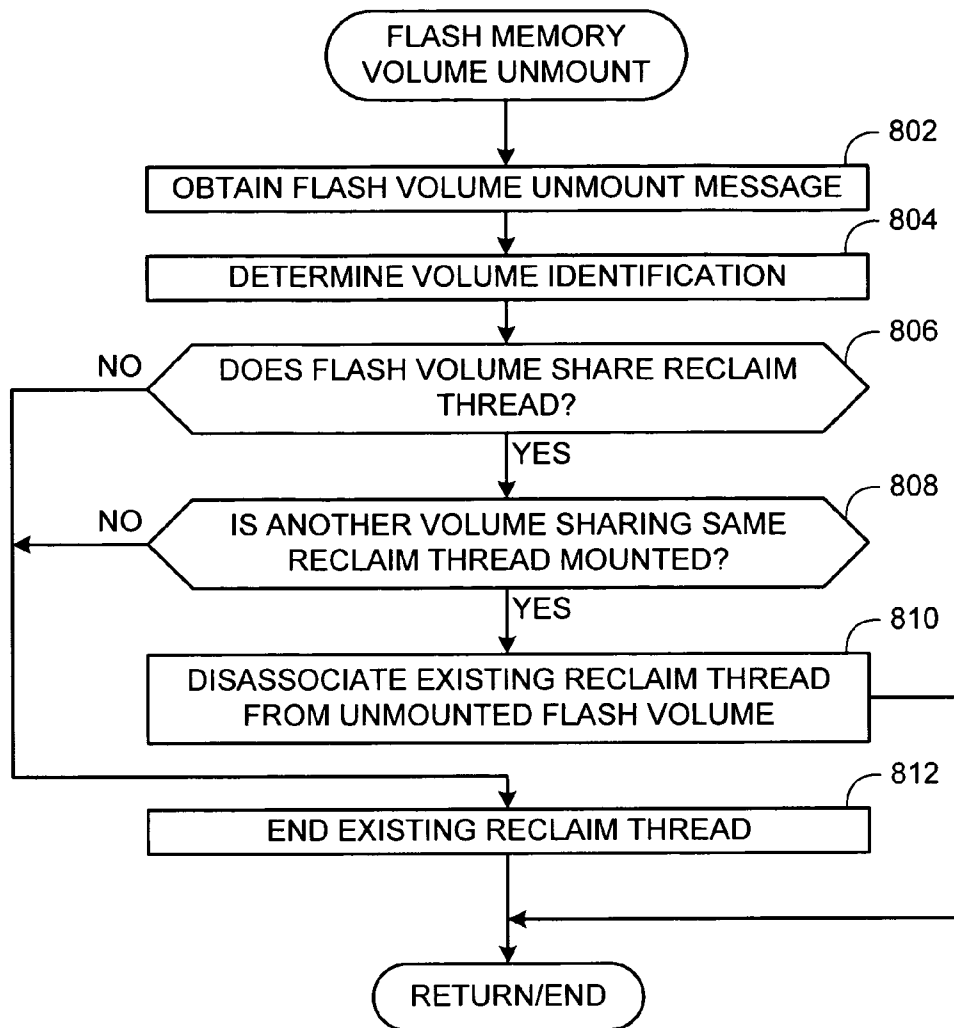 FLASH MEMORY
VOLUME UNMOUNT
802
OBTAIN FLASH VOLUME UNMOUNT MESSAGE
804
DETERMINE VOLUME IDENTIFICATION
806
NO
DOES FLASH VOLUME SHARE RECLAIM
THREAD?
YES
808
NO
IS ANOTHER VOLUME SHARING SAME
RECLAIM THREAD MOUNTED?
YES
810
DISASSOCIATE EXISTING RECLAIM THREAD
FROM UNMOUNTED FLASH VOLUME
812
END EXISTING RECLAIM THREAD
RETURN/END